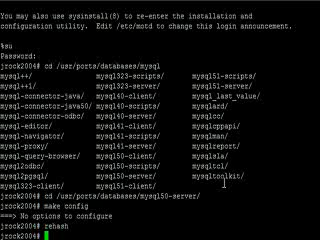 You may also use sysinstall(8) to re-enter the installation and
configuration utility.  Edit /etc/motd to change this login announcement.
%su
Password:
jrock2004# cd /usr/ports/databases/mysql
mysql++/ mysql323-scripts/ mysql51-scripts/
mysql++1/ mysql323-server/ mysql51-server/
mysql-connector-java/ mysql40-client/ mysql_last_value/
mysql-connector-java50/ mysql40-scripts/ mysqlard/
mysql-connector-odbc/ mysql40-server/ mysqlcc/
mysql-editor/ mysql41-client/ mysqlcppapi/
mysql-navigator/ mysql41-scripts/ mysqldbcompare/
mysql-proxy/ mysql41-server/ mysqlreport/
mysql-query-browser/ mysql50-client/ mysqlsla/
mysql2odbc/ mysql50-scripts/ mysqltcl/
mysql2pgsql/ mysql50-server/ mysqltoolkit/
mysql323-client/ mysql51-client/
jrock2004# cd /usr/ports/databases/mysql50-server/
jrock2004# make config
===> No options to configure
jrock2004# rehash
jrock2004#